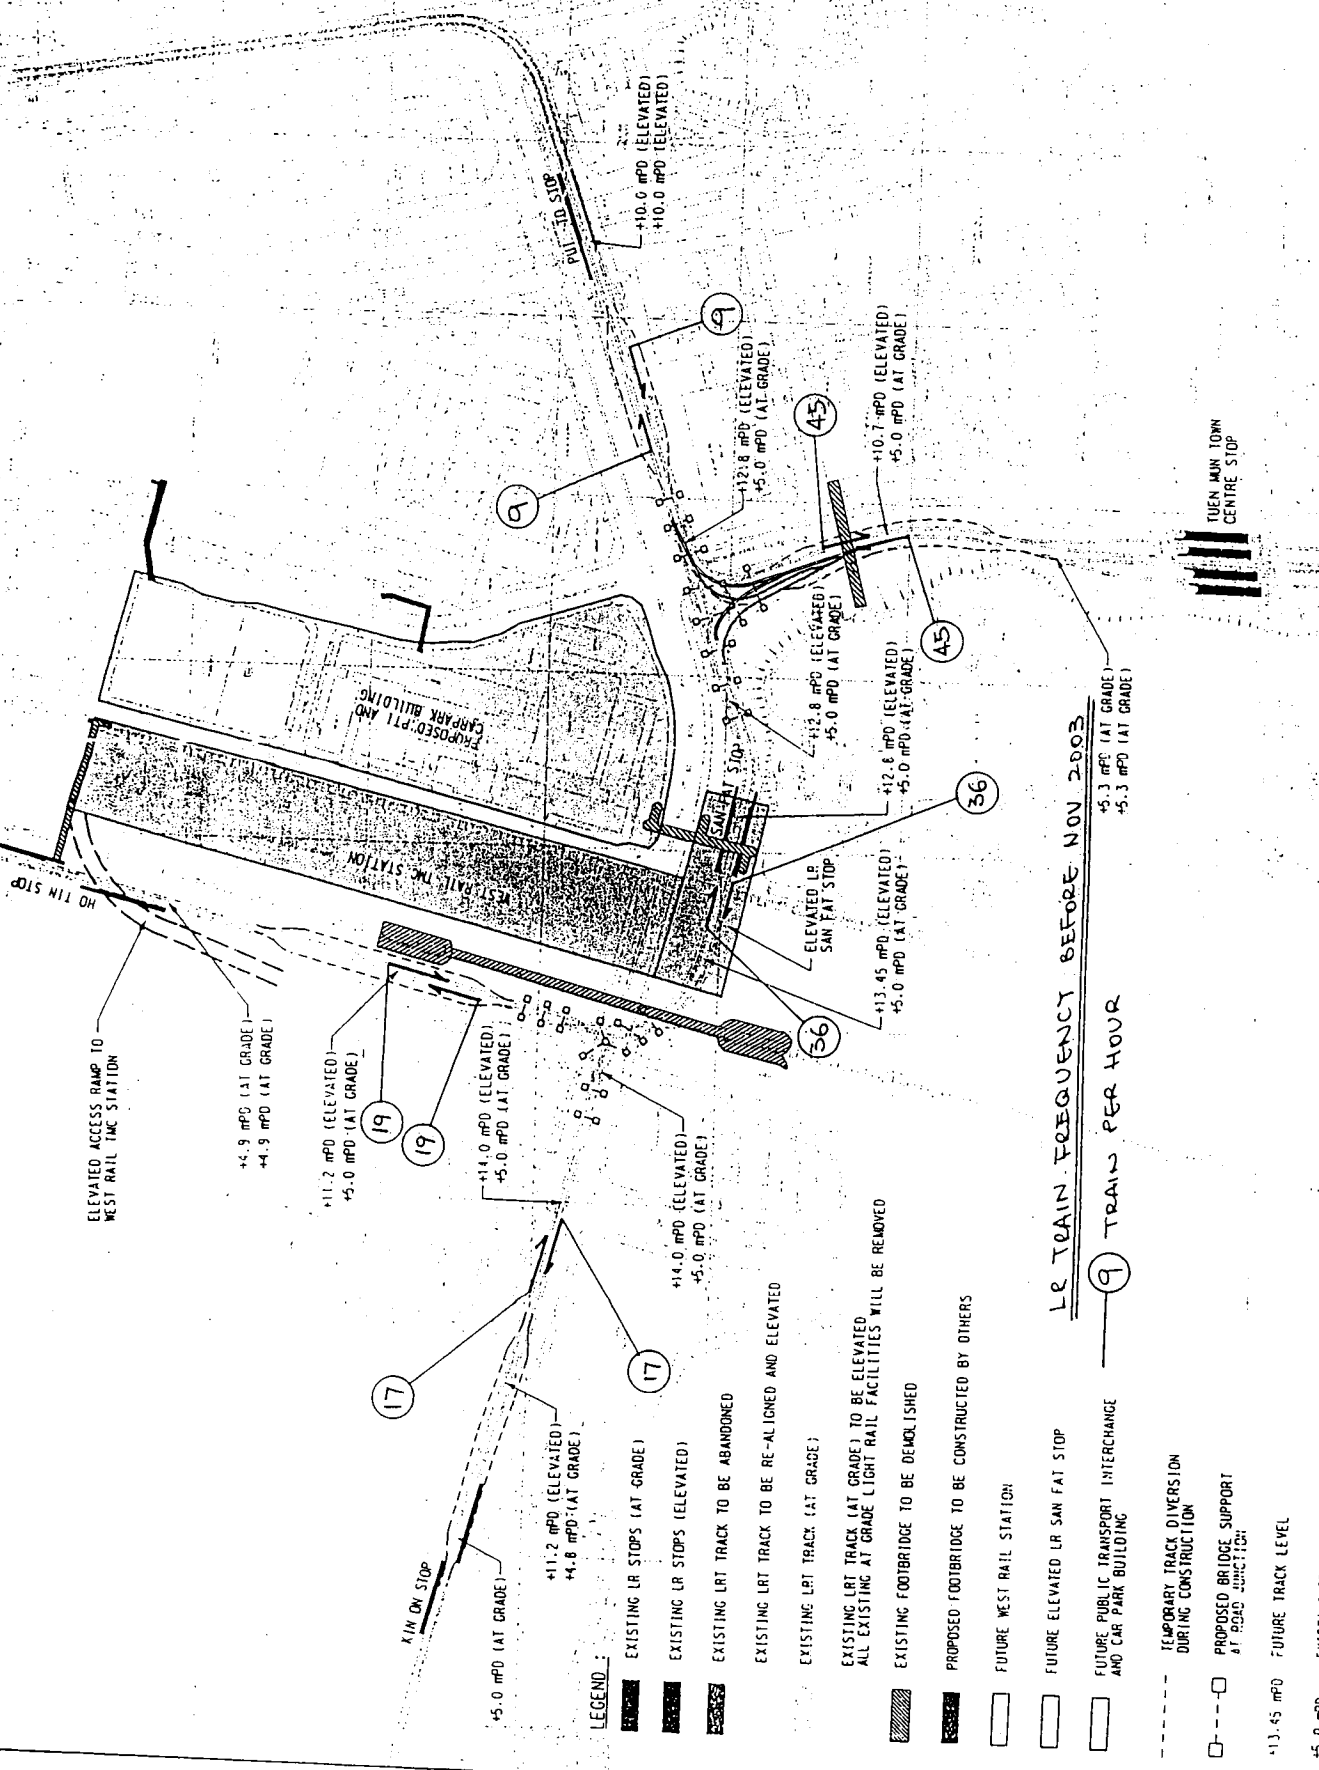 HO TIN STOP
ELEVATED ACCESS RAMP TO
WEST RAIL TMC STATION
+4.9 mPD (AT GRADE)
+4.9 mPD (AT GRADE)
+11.2 mPD (ELEVATED)
+5.0 mPD (AT GRADE)
19
19
+14.0 mPD (ELEVATED)
+5.0 mPD (AT GRADE)
+14.0 mPD (ELEVATED)
+5.0 mPD (AT GRADE)
17
17
KIN ON STOP
+11.2 mPD (ELEVATED)
+4.8 mPD (AT GRADE)
+5.0 mPD (AT GRADE)
WEST RAIL TMC STATION
PROPOSED PTI AND
CARPARK BUILDING
PUI TO STOP
+10.0 mPD (ELEVATED)
+10.0 mPD (ELEVATED)
9
9
+12.8 mPD (ELEVATED)
+5.0 mPD (AT GRADE)
45
+10.7 mPD (ELEVATED)
+5.0 mPD (AT GRADE)
45
+12.8 mPD (ELEVATED)
+5.0 mPD (AT GRADE)
SAN FAT STOP
+12.8 mPD (ELEVATED)
+5.0 mPD (AT GRADE)
36
ELEVATED LR
SAN FAT STOP
+13.45 mPD (ELEVATED)
+5.0 mPD (AT GRADE)
36
+5.3 mPD (AT GRADE)
+5.3 mPD (AT GRADE)
TUEN MUN TOWN
CENTRE STOP
LR TRAIN FREQUENCY BEFORE NOV 2003
9 TRAIN PER HOUR
LEGEND :
EXISTING LR STOPS (AT GRADE)
EXISTING LR STOPS (ELEVATED)
EXISTING LRT TRACK TO BE ABANDONED
EXISTING LRT TRACK TO BE RE-ALIGNED AND ELEVATED
EXISTING LRT TRACK (AT GRADE)
EXISTING LRT TRACK (AT GRADE) TO BE ELEVATED
ALL EXISTING AT GRADE LIGHT RAIL FACILITIES WILL BE REMOVED
EXISTING FOOTBRIDGE TO BE DEMOLISHED
PROPOSED FOOTBRIDGE TO BE CONSTRUCTED BY OTHERS
FUTURE WEST RAIL STATION
FUTURE ELEVATED LR SAN FAT STOP
FUTURE PUBLIC TRANSPORT INTERCHANGE
AND CAR PARK BUILDING
TEMPORARY TRACK DIVERSION
DURING CONSTRUCTION
PROPOSED BRIDGE SUPPORT
AT ROAD JUNCTION
+13.45 mPD FUTURE TRACK LEVEL
+5.0 mPD